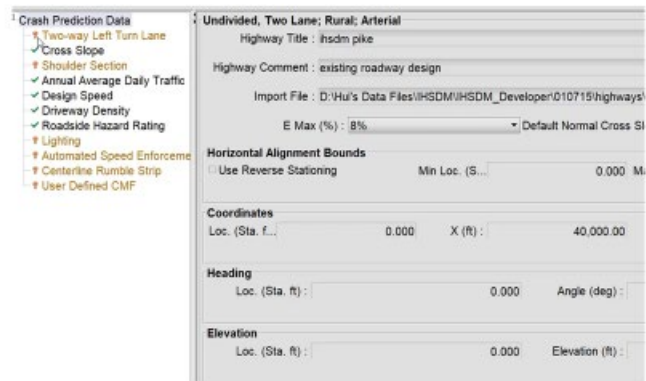 Crash Prediction Data
Two-way Left Turn Lane
Cross Slope
Shoulder Section
Annual Average Daily Traffic
Design Speed
Driveway Density
Roadside Hazard Rating
Lighting
Automated Speed Enforceme
Centerline Rumble Strip
User Defined CMF
Undivided, Two Lane; Rural; Arterial
Highway Title : ihsdm pike
Highway Comment : existing roadway design
Import File : D:\Hui's Data Files\IHSDM\IHSDM_Developer\010715\highways\
E Max (%) : 8% Default Normal Cross Sl
Horizontal Alignment Bounds
Use Reverse Stationing Min Loc. (S... 0.000 Ma
Coordinates
Loc. (Sta. f... 0.000 X (ft) : 40,000.00
Heading
Loc. (Sta. ft) : 0.000 Angle (deg) :
Elevation
Loc. (Sta. ft) : 0.000 Elevation (ft) :